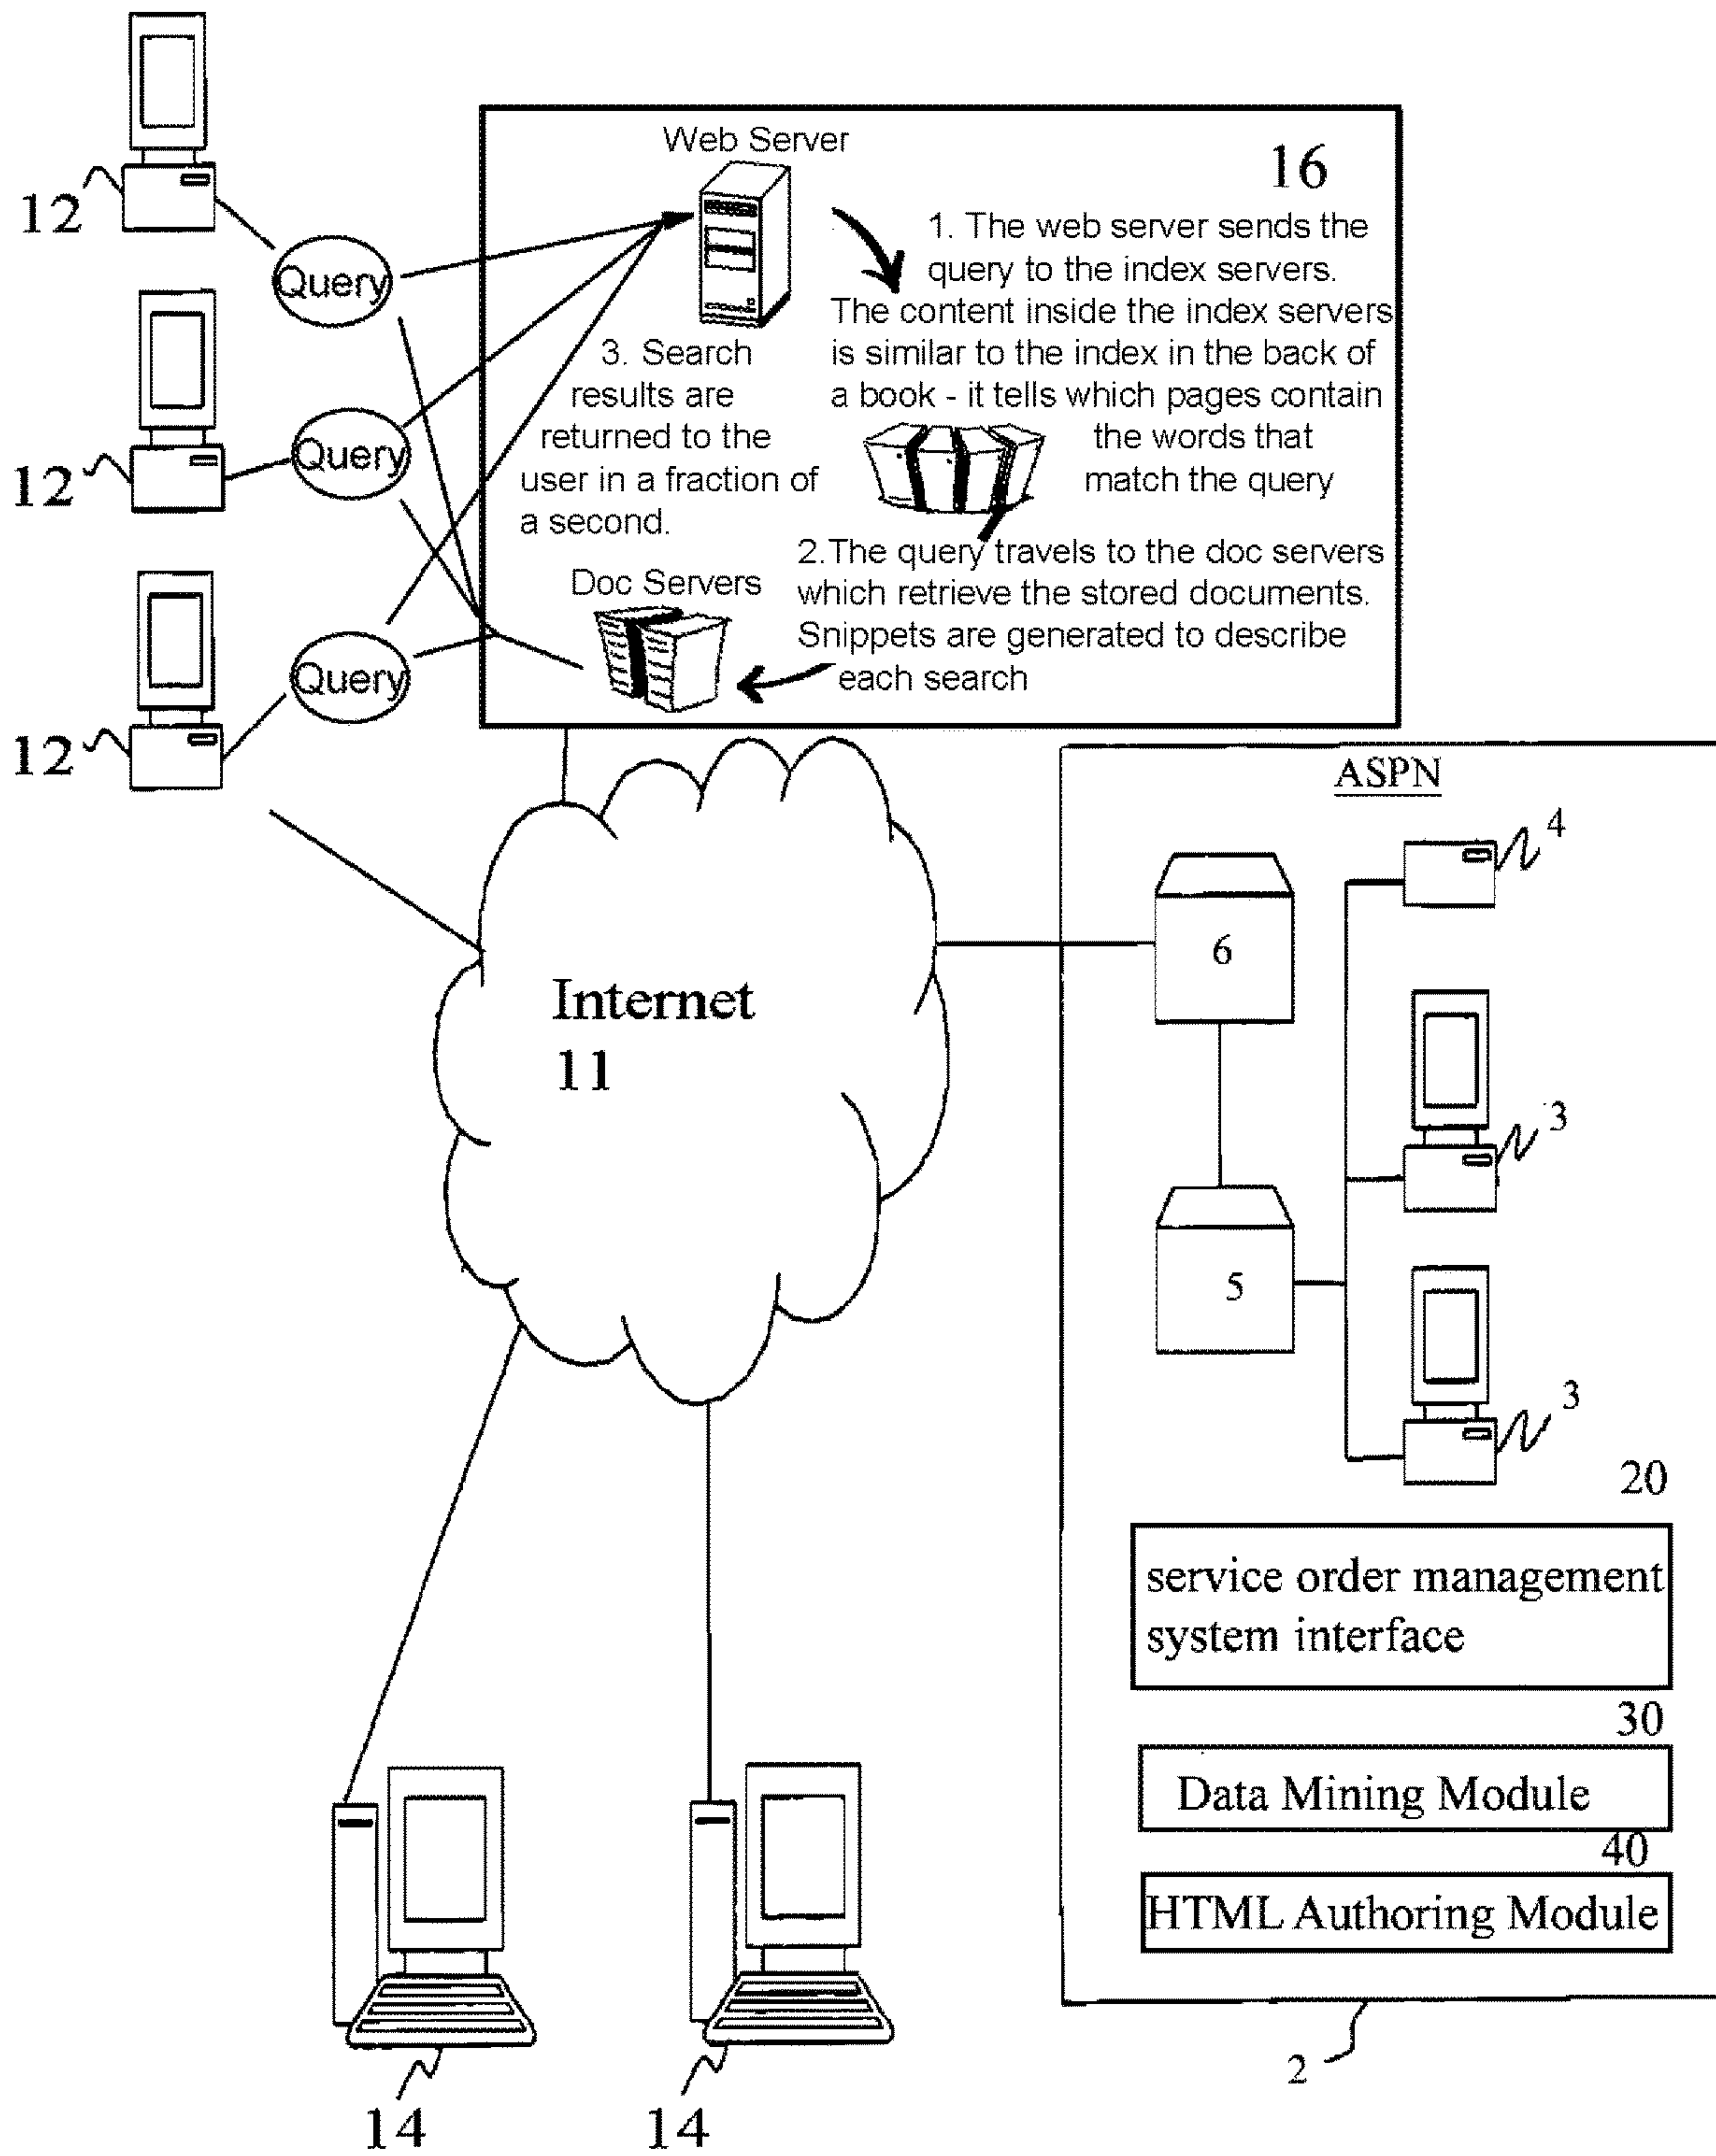 Web Server
16
1. The web server sends the
query to the index servers.
The content inside the index servers
is similar to the index in the back of
a book - it tells which pages contain
the words that
match the query
2.The query travels to the doc servers
which retrieve the stored documents.
Snippets are generated to describe
each search
3. Search
results are
returned to the
user in a fraction of
a second.
Doc Servers
12
Query
12
Query
12
Query
Internet
11
ASPN
4
6
3
5
3
20
service order management
system interface
30
Data Mining Module
40
HTML Authoring Module
2
14
14